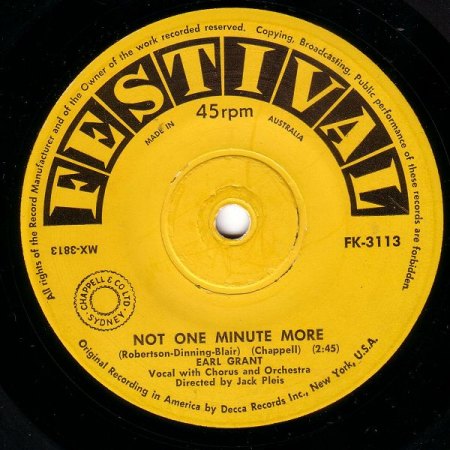 All rights of the Record Manufacturer and of the Owner of the work recorded reserved. Copying, Broadcasting, Public performance of these records are forbidden.
FESTIVAL
45rpm
MADE IN AUSTRALIA
FK-3113
MX-3813
CHAPPELL & CO LTD
SYDNEY
NOT ONE MINUTE MORE
(Robertson-Dinning-Blair) (Chappell) (2:45)
EARL GRANT
Vocal with Chorus and Orchestra
Directed by Jack Pleis
Original Recording in America by Decca Records Inc., New York, U.S.A.